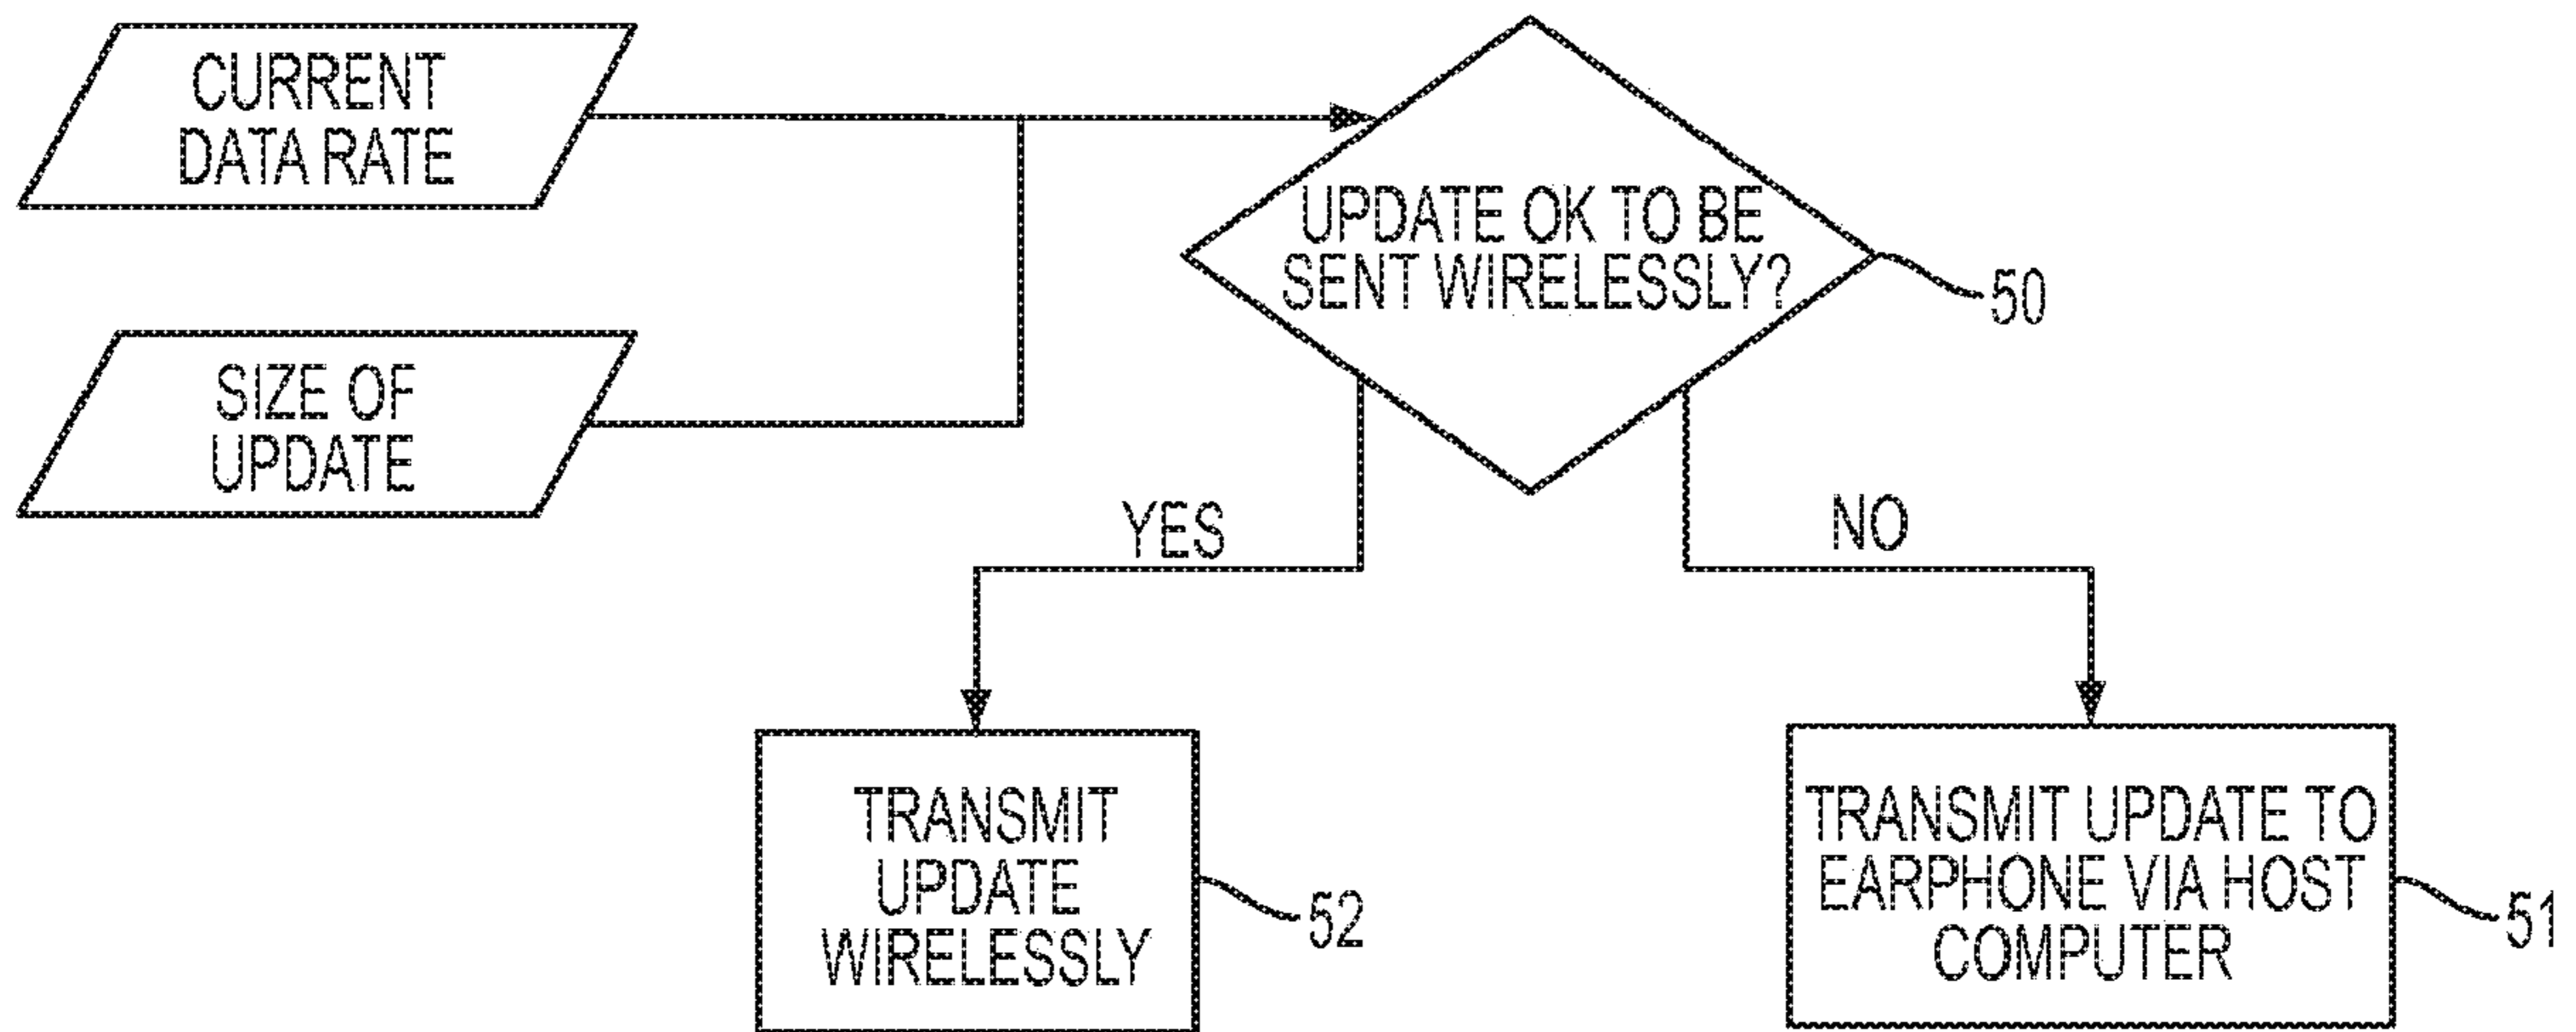 CURRENT
DATA RATE
UPDATE OK TO BE
SENT WIRELESSLY?
50
SIZE OF
UPDATE
YES
NO
TRANSMIT
UPDATE
WIRELESSLY
52
TRANSMIT UPDATE TO
EARPHONE VIA HOST
COMPUTER
51